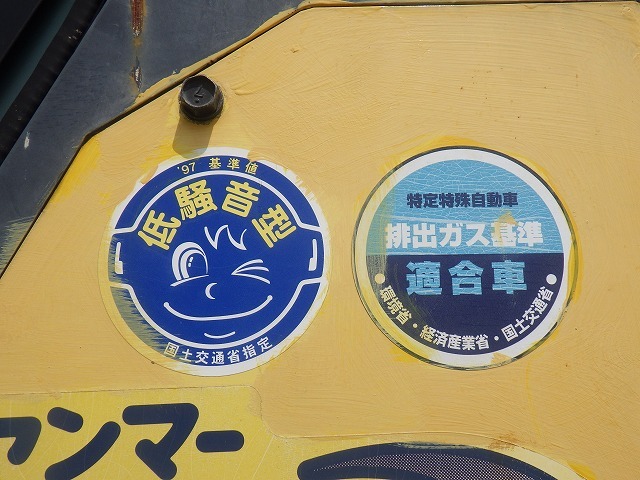 '97 基準値
低騒音型
国土交通省指定
特定特殊自動車
排出ガス基準
適合車
・環境省・経済産業省・国土交通省・
ァンマー